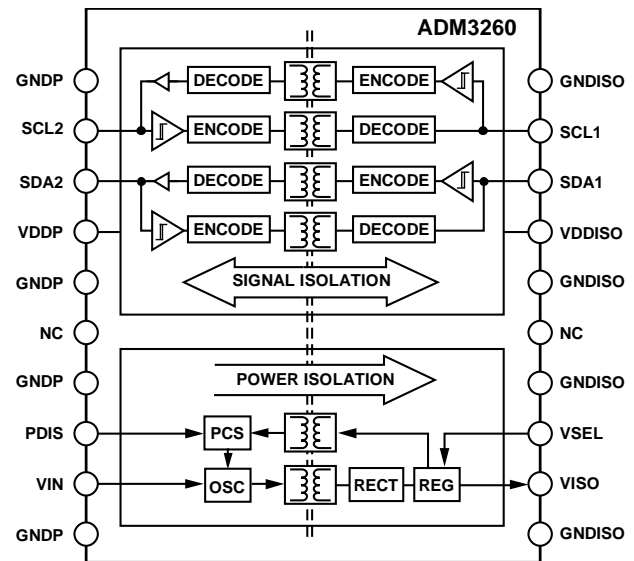 ADM3260
GNDP
DECODE
ENCODE
GNDISO
SCL2
ENCODE
DECODE
SCL1
SDA2
DECODE
ENCODE
SDA1
VDDP
ENCODE
DECODE
VDDISO
GNDP
SIGNAL ISOLATION
GNDISO
NC
NC
GNDP
POWER ISOLATION
GNDISO
PDIS
PCS
VSEL
VIN
OSC
RECT
REG
VISO
GNDP
GNDISO